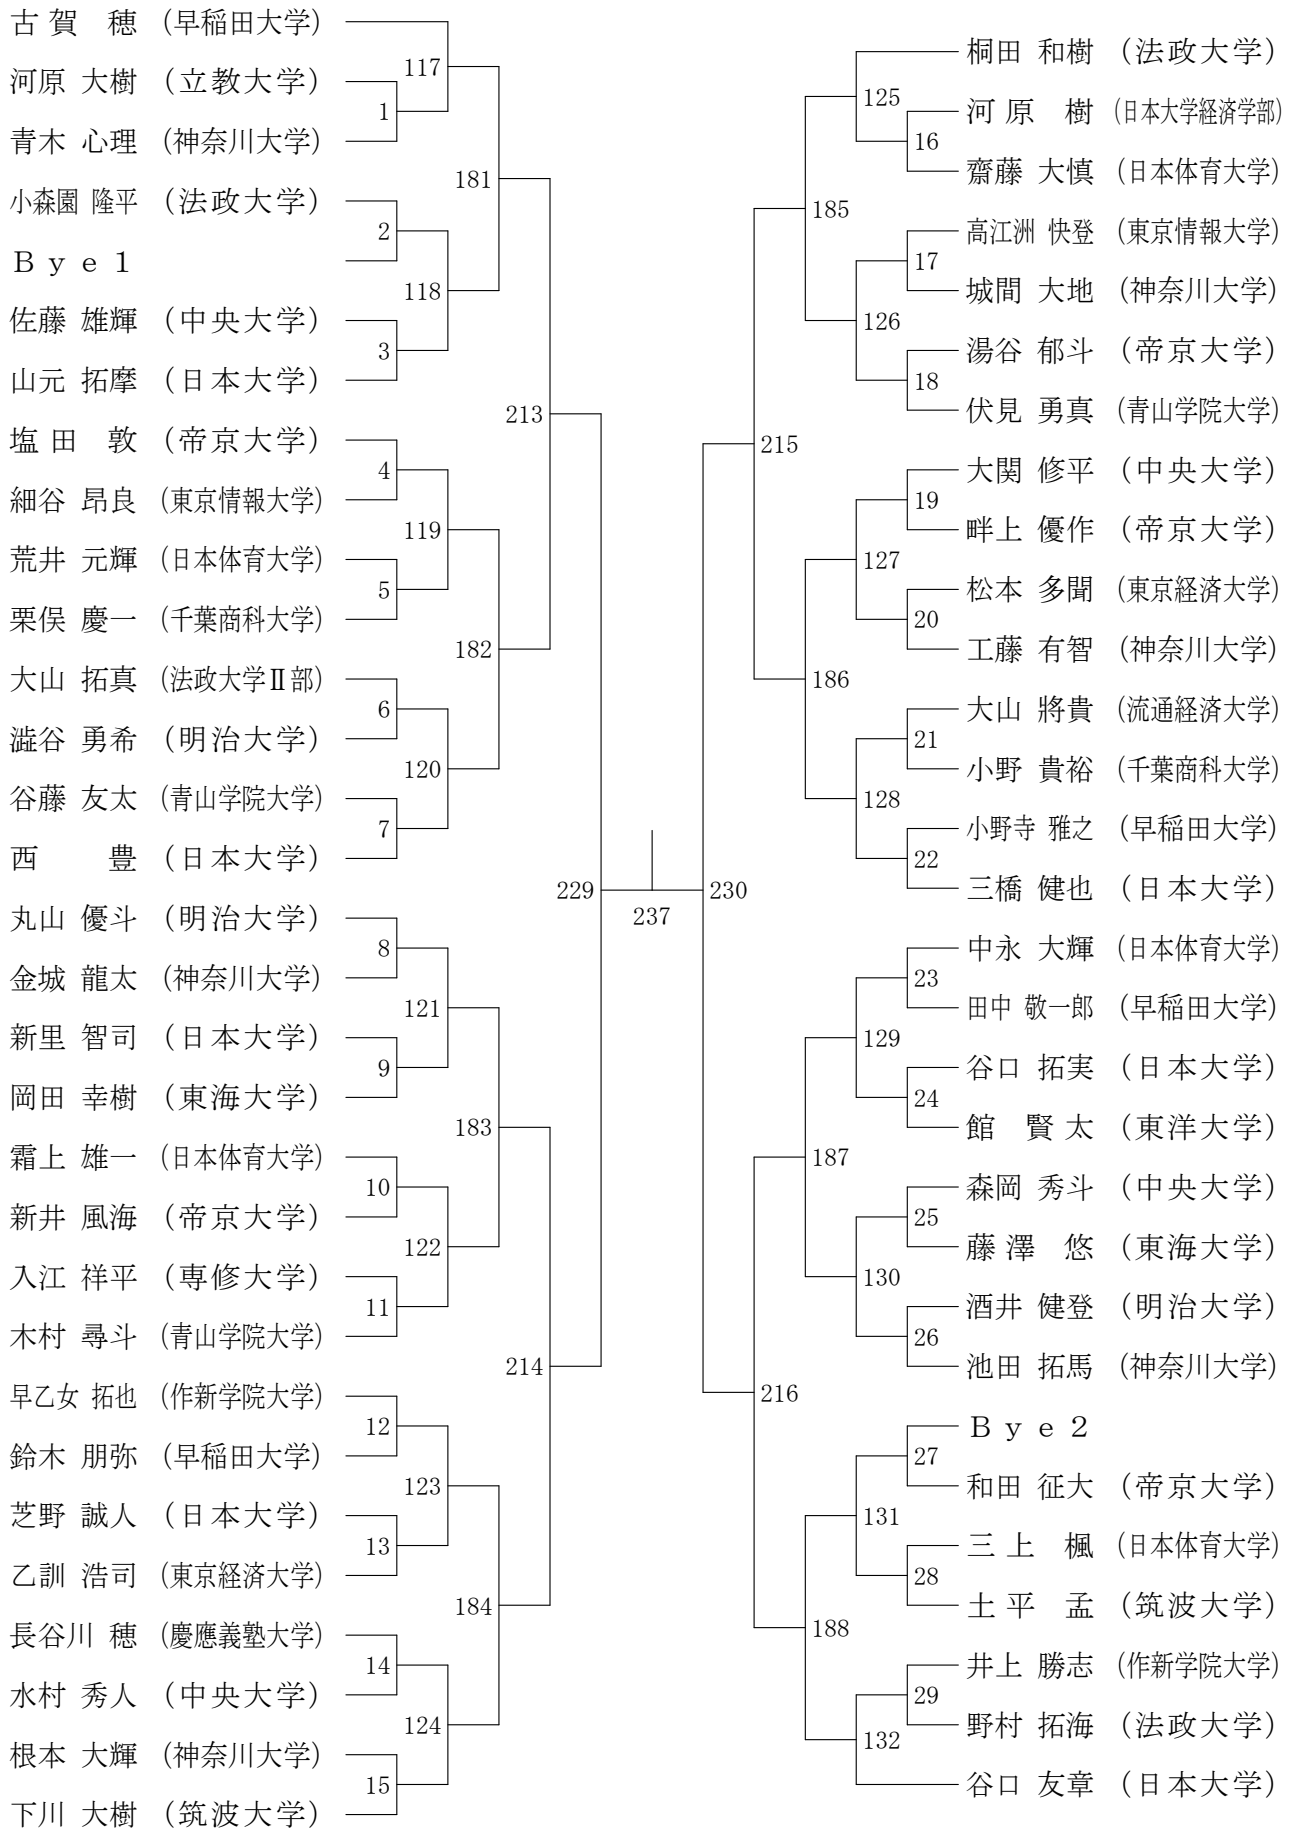 古賀 穂 (早稲田大学)
河原 大樹 (立教大学)
青木 心理 (神奈川大学)
小森園 隆平 (法政大学)
Bye1
佐藤 雄輝 (中央大学)
山元 拓摩 (日本大学)
塩田 敦 (帝京大学)
細谷 昂良 (東京情報大学)
荒井 元輝 (日本体育大学)
栗俣 慶一 (千葉商科大学)
大山 拓真 (法政大学Ⅱ部)
澁谷 勇希 (明治大学)
谷藤 友太 (青山学院大学)
西 豊 (日本大学)
丸山 優斗 (明治大学)
金城 龍太 (神奈川大学)
新里 智司 (日本大学)
岡田 幸樹 (東海大学)
霜上 雄一 (日本体育大学)
新井 風海 (帝京大学)
入江 祥平 (専修大学)
木村 尋斗 (青山学院大学)
早乙女 拓也 (作新学院大学)
鈴木 朋弥 (早稲田大学)
芝野 誠人 (日本大学)
乙訓 浩司 (東京経済大学)
長谷川 穂 (慶應義塾大学)
水村 秀人 (中央大学)
根本 大輝 (神奈川大学)
下川 大樹 (筑波大学)
1
2
3
4
5
6
7
8
9
10
11
12
13
14
15
117
118
119
120
121
122
123
124
181
182
183
184
213
214
229
237
230
215
216
185
186
187
188
125
126
127
128
129
130
131
132
16
17
18
19
20
21
22
23
24
25
26
27
28
29
桐田 和樹 (法政大学)
河原 樹 (日本大学経済学部)
齋藤 大慎 (日本体育大学)
高江洲 快登 (東京情報大学)
城間 大地 (神奈川大学)
湯谷 郁斗 (帝京大学)
伏見 勇真 (青山学院大学)
大関 修平 (中央大学)
畔上 優作 (帝京大学)
松本 多聞 (東京経済大学)
工藤 有智 (神奈川大学)
大山 將貴 (流通経済大学)
小野 貴裕 (千葉商科大学)
小野寺 雅之 (早稲田大学)
三橋 健也 (日本大学)
中永 大輝 (日本体育大学)
田中 敬一郎 (早稲田大学)
谷口 拓実 (日本大学)
館 賢太 (東洋大学)
森岡 秀斗 (中央大学)
藤澤 悠 (東海大学)
酒井 健登 (明治大学)
池田 拓馬 (神奈川大学)
Bye2
和田 征大 (帝京大学)
三上 楓 (日本体育大学)
土平 孟 (筑波大学)
井上 勝志 (作新学院大学)
野村 拓海 (法政大学)
谷口 友章 (日本大学)